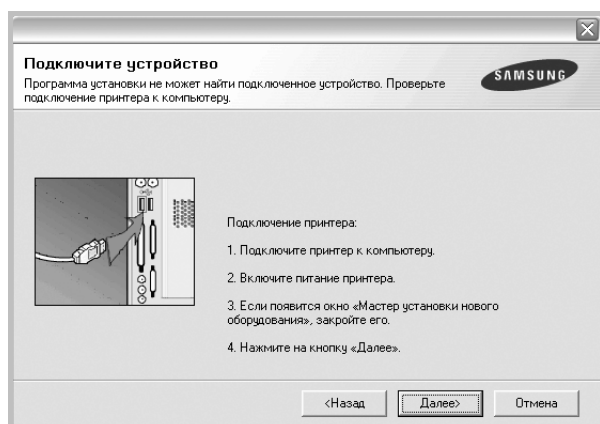 Подключите устройство
Программа установки не может найти подключенное устройство. Проверьте
подключение принтера к компьютеру.
SAMSUNG
Подключение принтера:
1. Подключите принтер к компьютеру.
2. Включите питание принтера.
3. Если появится окно «Мастер установки нового
оборудования», закройте его.
4. Нажмите на кнопку «Далее».
<Назад
Далее>
Отмена